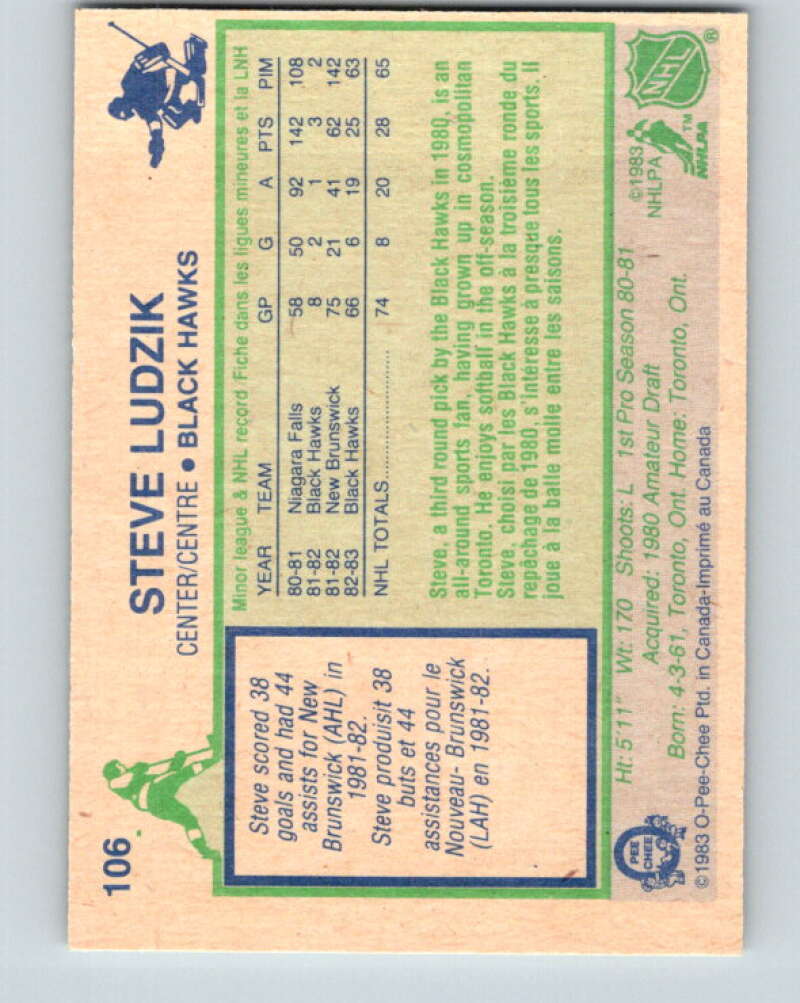 106
STEVE LUDZIK
CENTER/CENTRE • BLACK HAWKS
Steve scored 38
goals and had 44
assists for New
Brunswick (AHL) in
1981-82.
Steve produisit 38
buts et 44
assistances pour le
Nouveau- Brunswick
(LAH) en 1981-82.
Minor league & NHL record / Fiche dans les ligues mineures et la LNH
YEAR TEAM GP G A PTS PIM
80-81 Niagara Falls 58 50 92 142 108
81-82 Black Hawks 8 2 1 3 2
81-82 New Brunswick 75 21 41 62 142
82-83 Black Hawks 66 6 19 25 63
NHL TOTALS 74 8 20 28 65
Steve, a third round pick by the Black Hawks in 1980, is an
all-around sports fan, having grown up in cosmopolitan
Toronto. He enjoys softball in the off-season.
Steve, choisi par les Black Hawks à la troisième ronde du
repêchage de 1980, s'intéresse à presque tous les sports. Il
joue à la balle molle entre les saisons.
Ht: 5'11" Wt: 170 Shoots: L 1st Pro Season 80-81
Acquired: 1980 Amateur Draft
Born: 4-3-61, Toronto, Ont. Home: Toronto, Ont.
©1983 O-Pee-Chee Ptd. in Canada-Imprimé au Canada
PEE
CHEE
©1983
NHLPA
TM
NHLPA
NHL
®